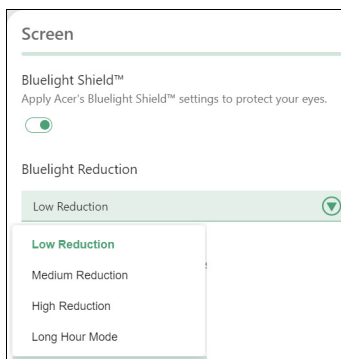 Screen
Bluelight Shield™
Apply Acer's Bluelight Shield™ settings to protect your eyes.
Bluelight Reduction
Low Reduction
Low Reduction
Medium Reduction
High Reduction
Long Hour Mode